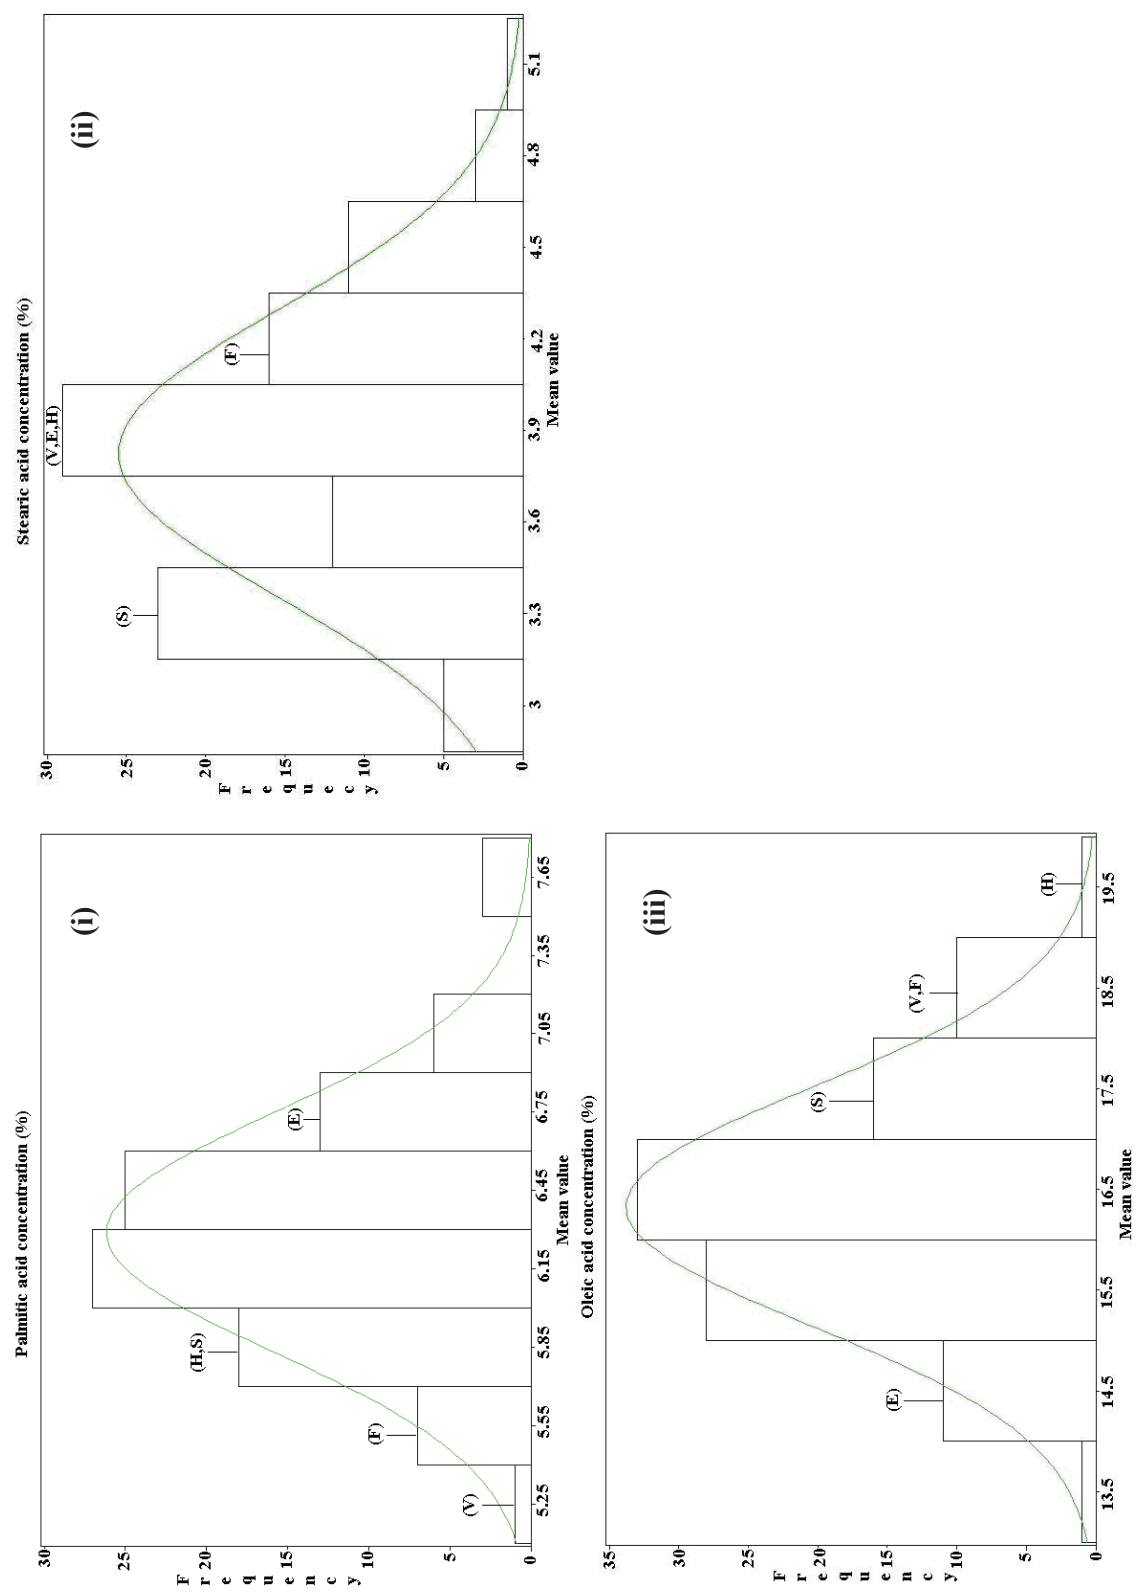 Palmitic acid concentration (%)
(i)
30
25
20
15
10
5
0
F
r
e
q
u
e
n
c
y
(V)
(F)
(H,S)
(E)
5.25 5.55 5.85 6.15 6.45 6.75 7.05 7.35 7.65
Mean value
Stearic acid concentration (%)
(ii)
30
25
20
15
10
5
0
F
r
e
q
u
e
c
y
(S)
(V,E,H)
(F)
3 3.3 3.6 3.9 4.2 4.5 4.8 5.1
Mean value
Oleic acid concentration (%)
(iii)
35
30
25
20
15
10
5
0
F
r
e
q
u
e
n
c
y
(E)
(S)
(V,F)
(H)
13.5 14.5 15.5 16.5 17.5 18.5 19.5
Mean value